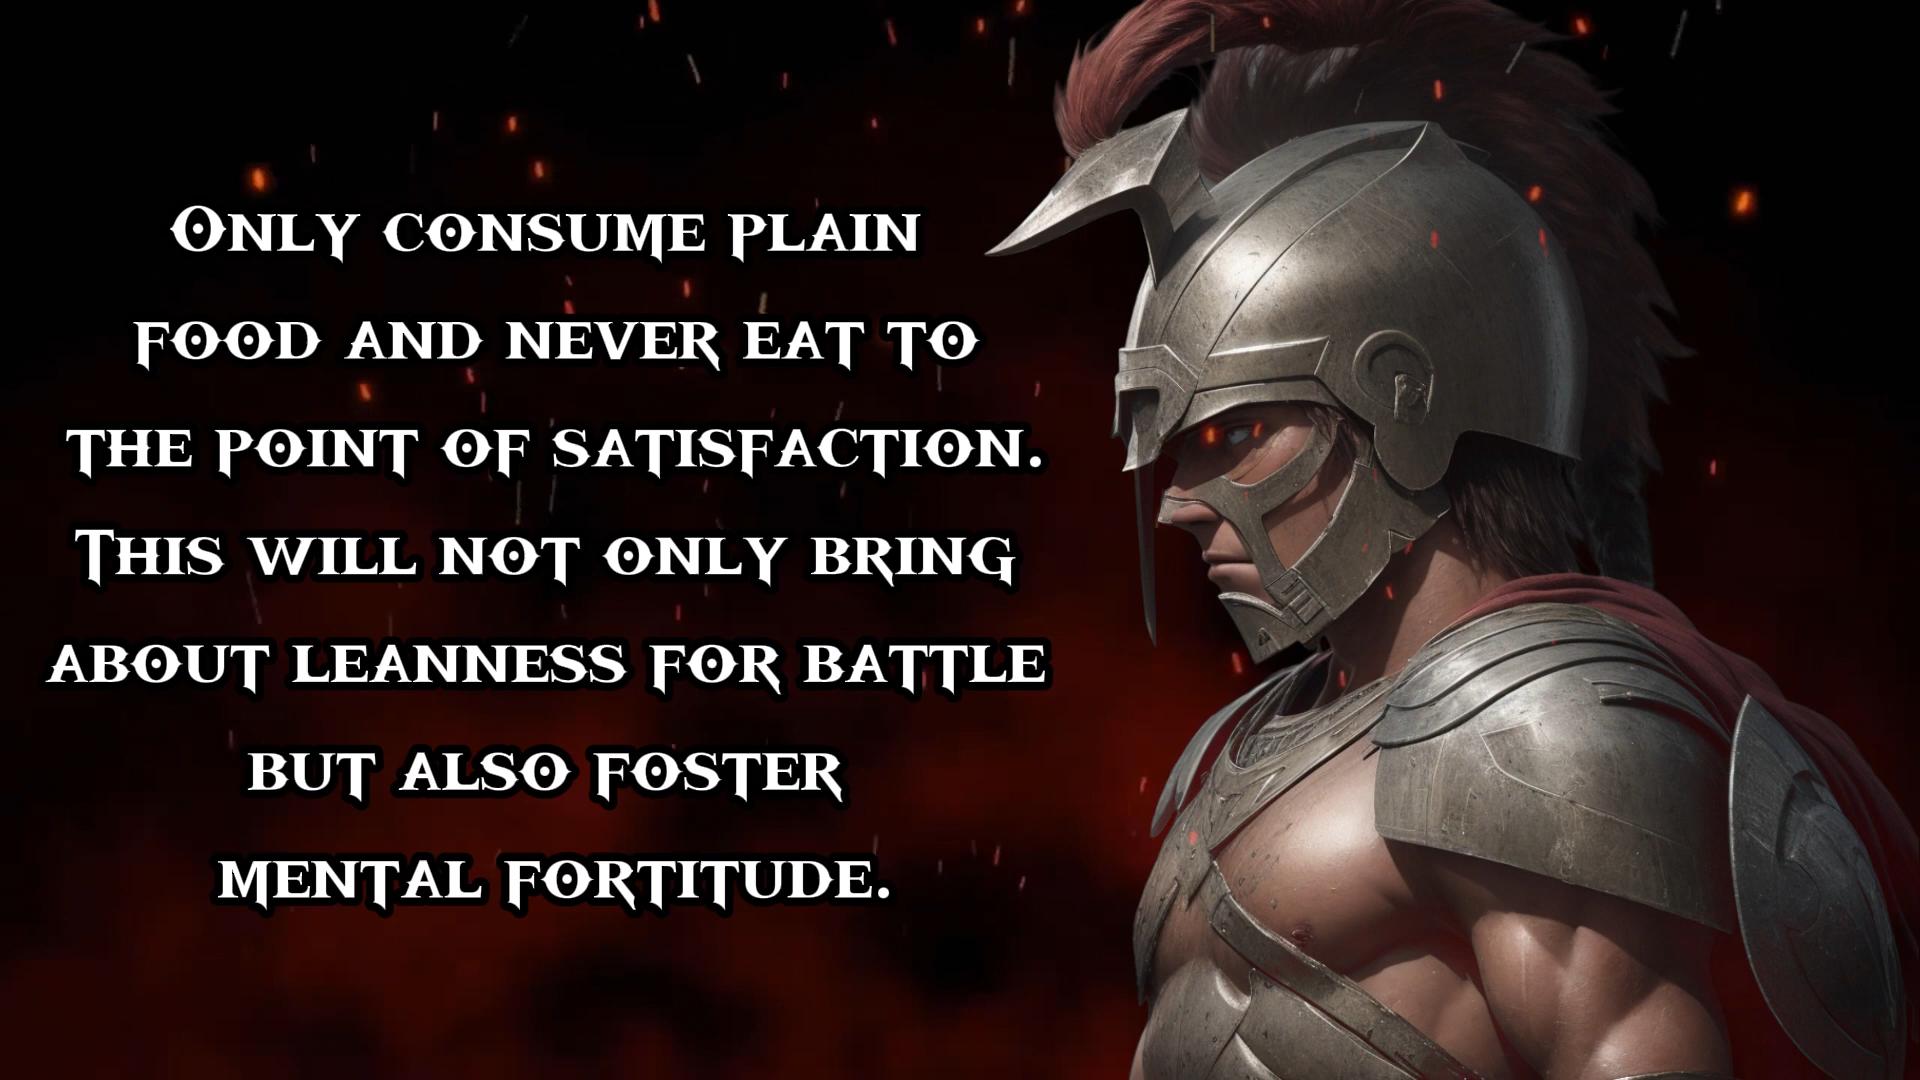 Only consume plain
food and never eat to
the point of satisfaction.
This will not only bring
about leanness for battle
but also foster
mental fortitude.